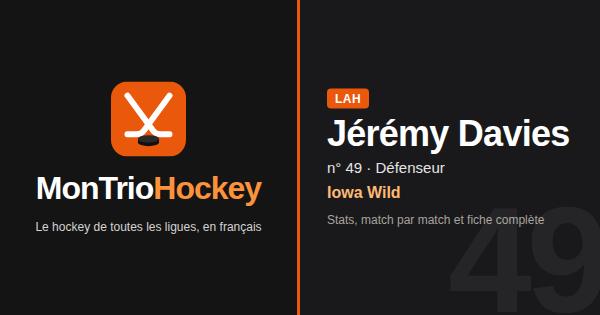 MonTrioHockey
Le hockey de toutes les ligues, en français
LAH
Jérémy Davies
n° 49 · Défenseur
Iowa Wild
Stats, match par match et fiche complète
49